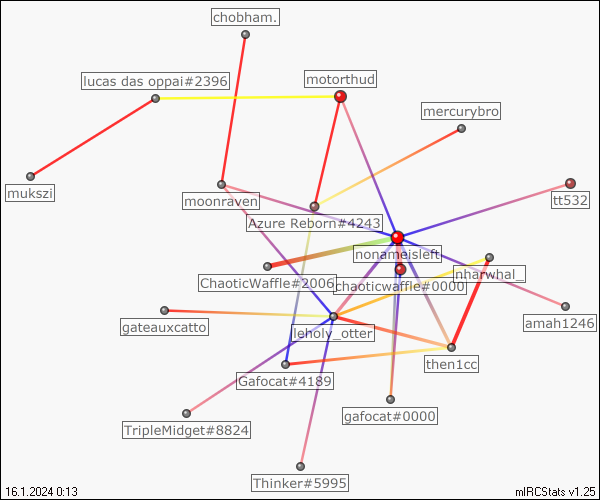 chobham.
lucas das oppai#2396
motorthud
mercurybro
mukszi
moonraven
tt532
Azure Reborn#4243
nonameisleft
nharwhal_
ChaoticWaffle#2006
chaoticwaffle#0000
gateauxcatto
leholy_otter
amah1246
then1cc
Gafocat#4189
gafocat#0000
TripleMidget#8824
Thinker#5995
16.1.2024 0:13
mIRCStats v1.25